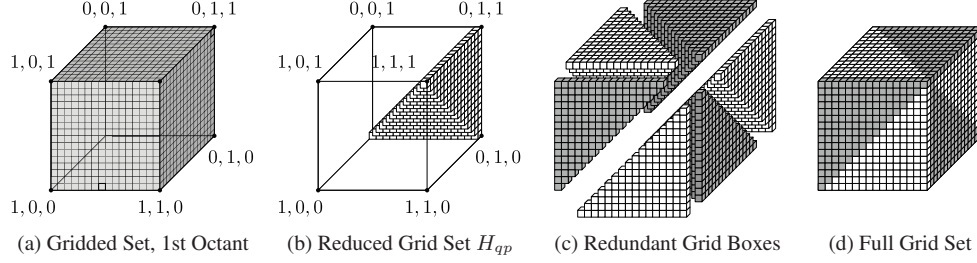 0, 0, 1
0, 1, 1
1, 0, 1
0, 1, 0
1, 0, 0
1, 1, 0
(a) Gridded Set, 1st Octant
0, 0, 1
0, 1, 1
1, 0, 1
1, 1, 1
0, 1, 0
1, 0, 0
1, 1, 0
(b) Reduced Grid Set H_{qp}
(c) Redundant Grid Boxes
(d) Full Grid Set